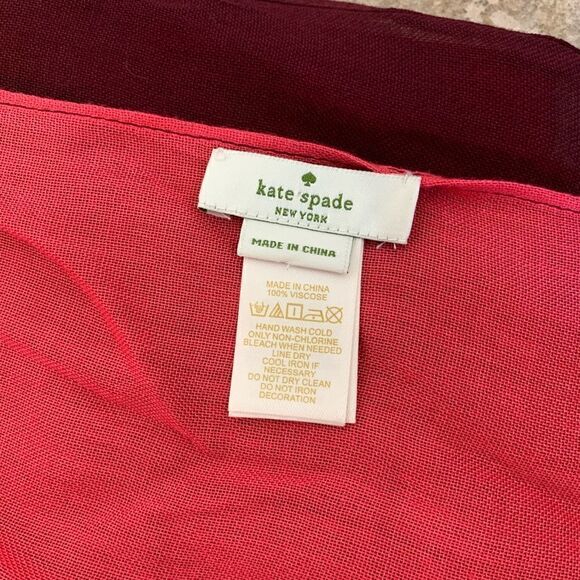 kate spade
NEW YORK
MADE IN CHINA
MADE IN CHINA
100% VISCOSE
HAND WASH COLD
ONLY NON-CHLORINE
BLEACH WHEN NEEDED
LINE DRY
COOL IRON IF
NECESSARY
DO NOT DRY CLEAN
DO NOT IRON
DECORATION